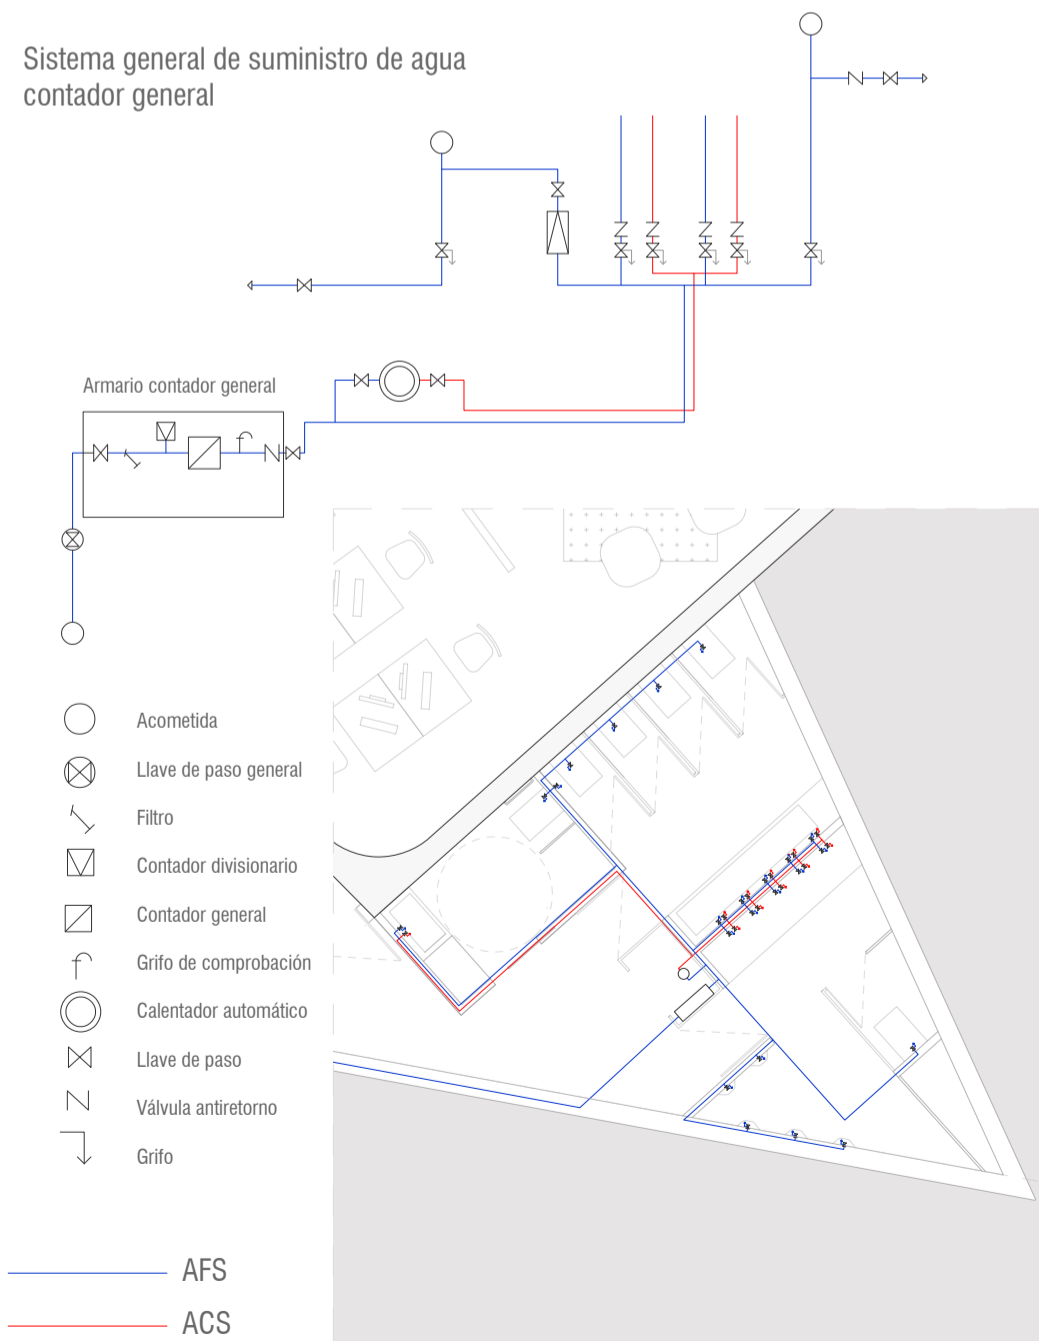 Sistema general de suministro de agua
contador general
Armario contador general
Acometida
Llave de paso general
Filtro
Contador divisionario
Contador general
Grifo de comprobación
Calentador automático
Llave de paso
Válvula antiretorno
Grifo
AFS
ACS